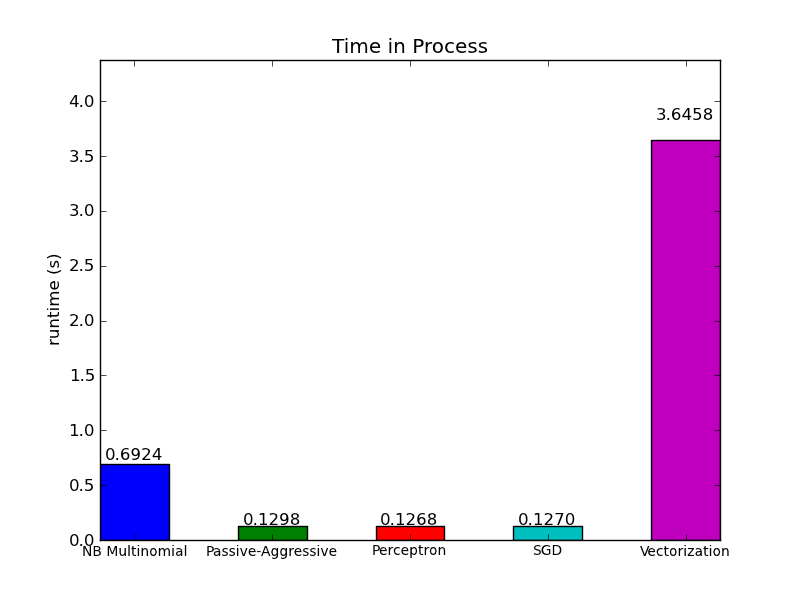 Time in Process
4.0
3.5
3.0
2.5
2.0
1.5
1.0
0.5
0.0
runtime (s)
0.6924
0.1298
0.1268
0.1270
3.6458
NB Multinomial
Passive-Aggressive
Perceptron
SGD
Vectorization